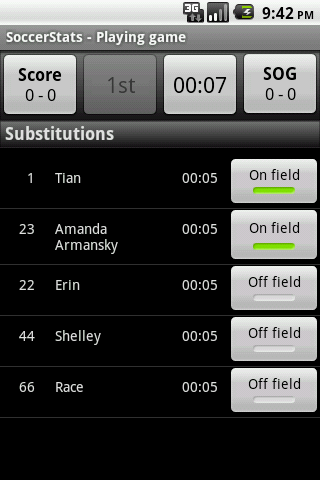 3G 9:42 PM
SoccerStats - Playing game
Score 1st 00:07 SOG
0 - 0 0 - 0
Substitutions
1 Tian 00:05 On field
23 Amanda Armansky 00:05 On field
22 Erin 00:05 Off field
44 Shelley 00:05 Off field
66 Race 00:05 Off field